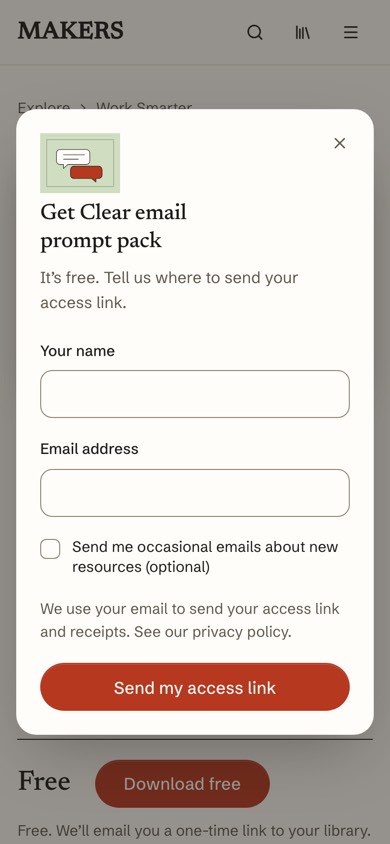 MAKERS
Explore > Work Smarter
Get Clear email
prompt pack
It’s free. Tell us where to send your
access link.
Your name
Email address
Send me occasional emails about new
resources (optional)
We use your email to send your access link
and receipts. See our privacy policy.
Send my access link
Free
Download free
Free. We’ll email you a one-time link to your library.